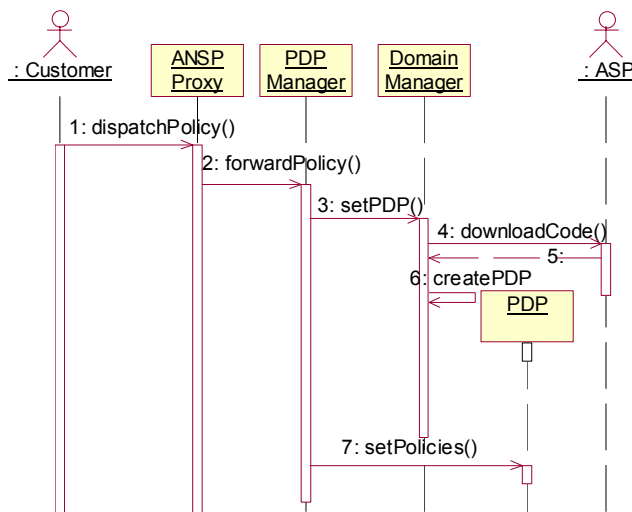 : Customer
ANSP
Proxy
PDP
Manager
Domain
Manager
: ASP
1: dispatchPolicy()
2: forwardPolicy()
3: setPDP()
4: downloadCode()
5:
6: createPDP
PDP
7: setPolicies()